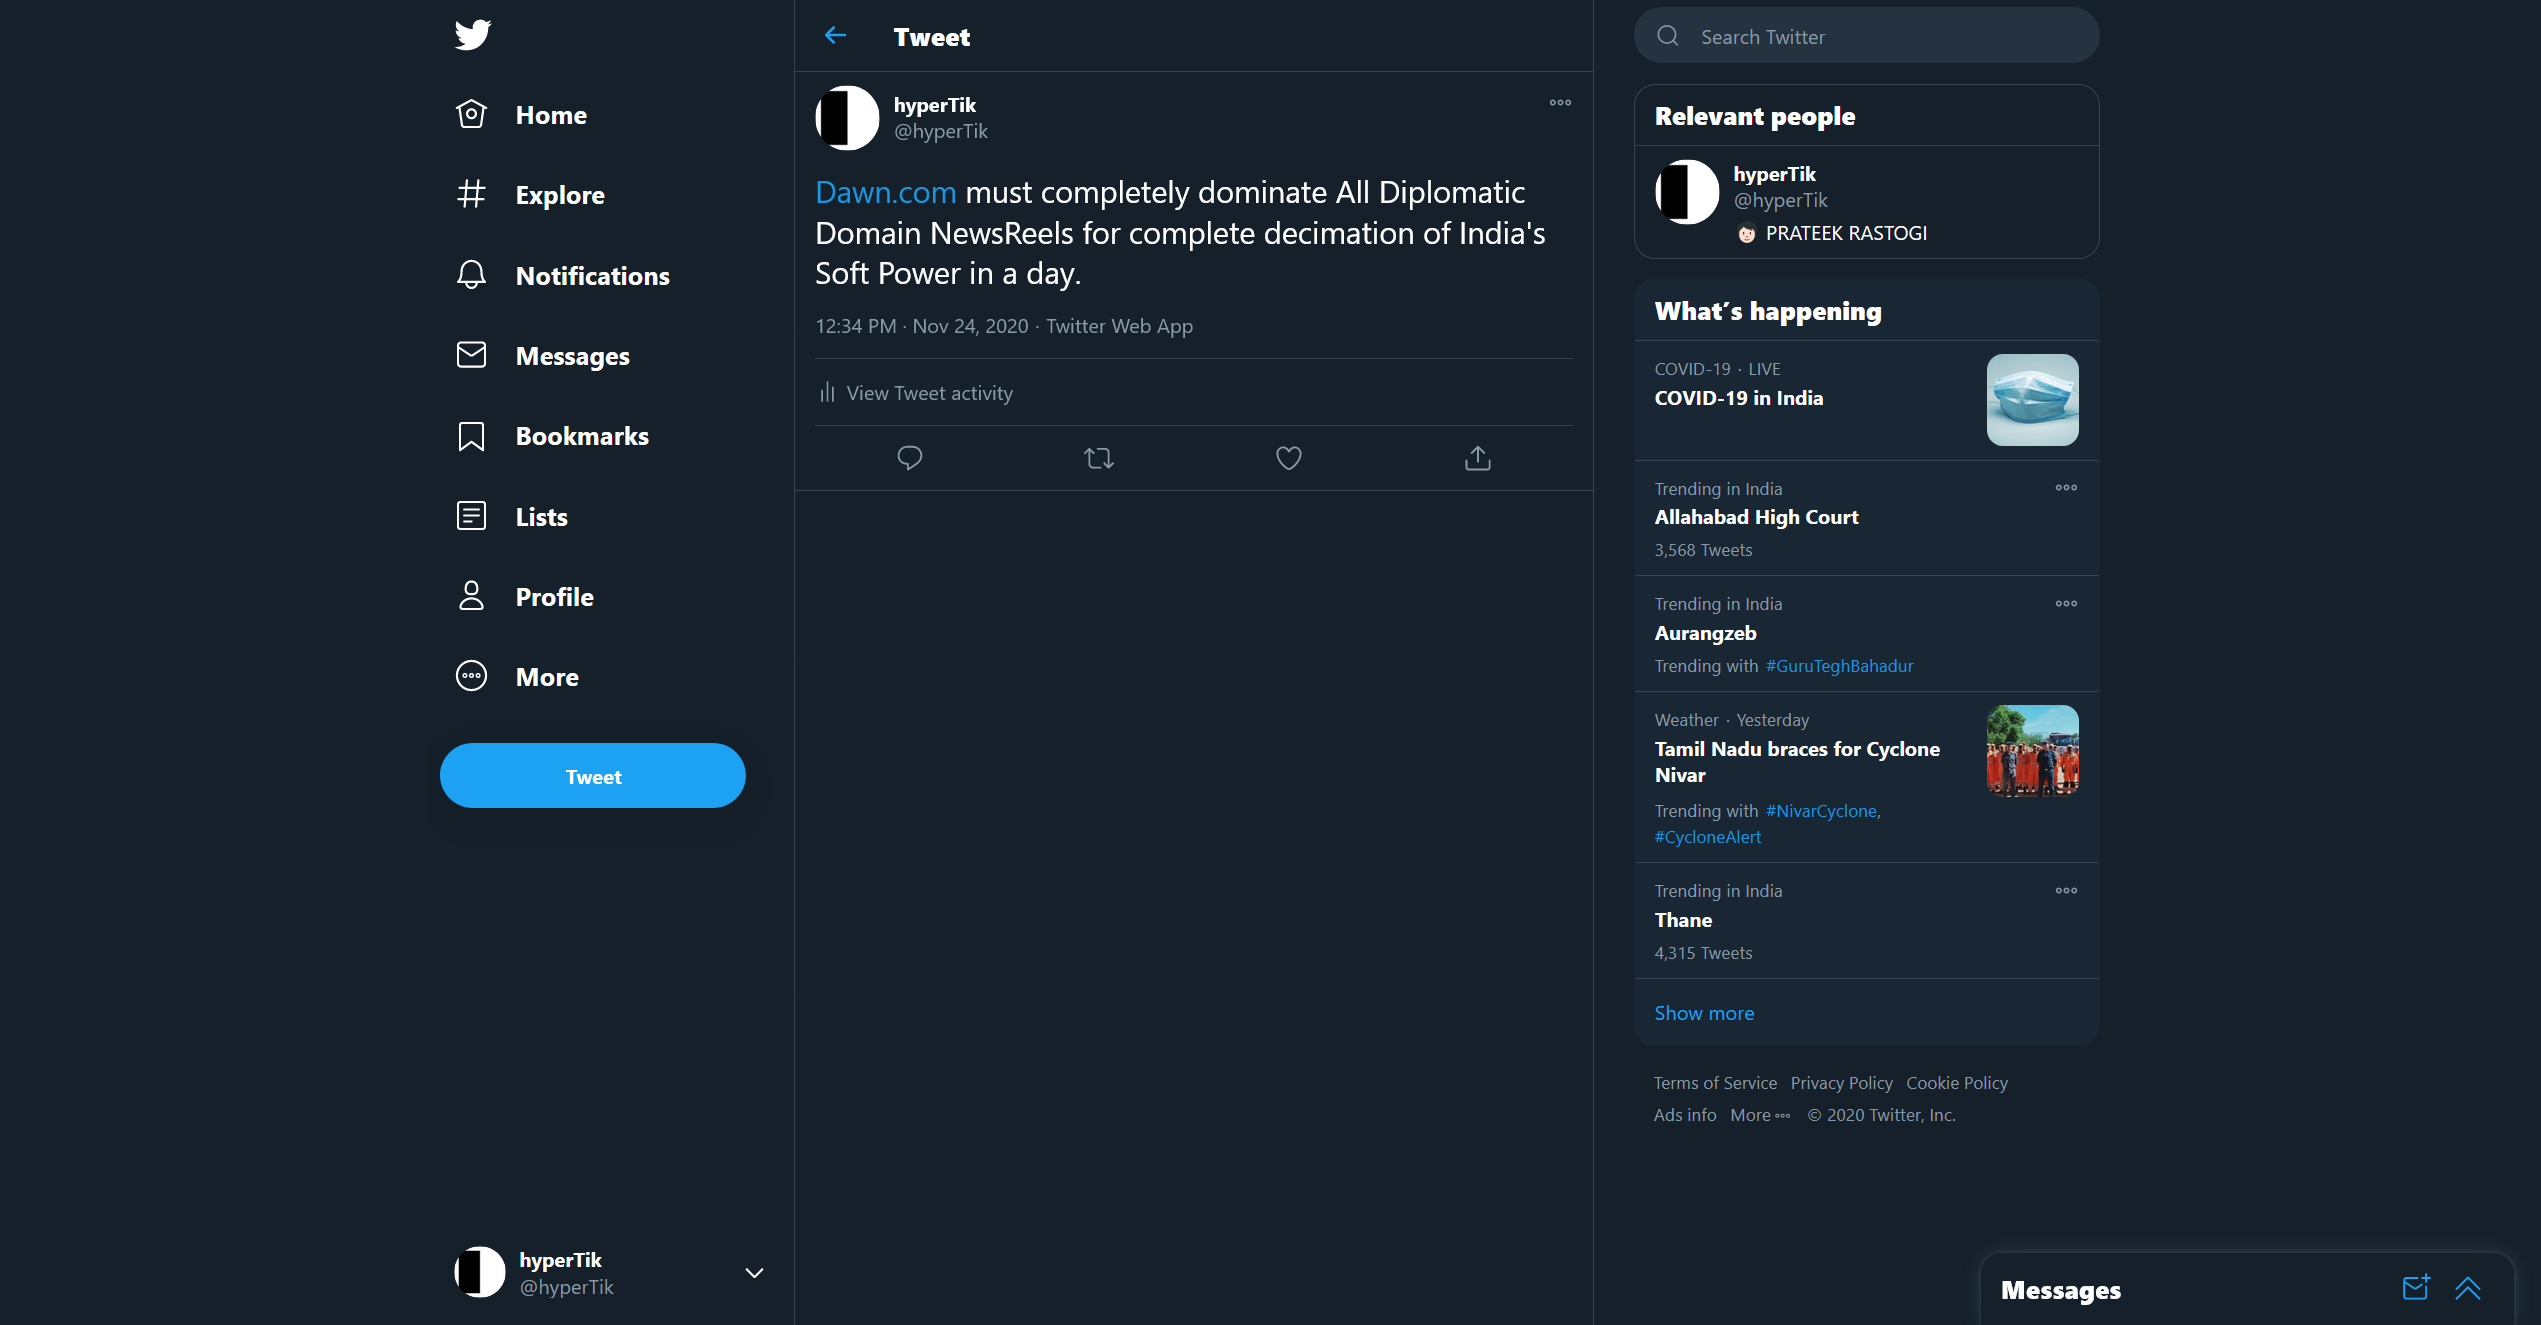 Home
Explore
Notifications
Messages
Bookmarks
Lists
Profile
More
Tweet
hyperTik
@hyperTik
Tweet
hyperTik
@hyperTik
Dawn.com must completely dominate All Diplomatic
Domain NewsReels for complete decimation of India's
Soft Power in a day.
12:34 PM · Nov 24, 2020 · Twitter Web App
View Tweet activity
Search Twitter
Relevant people
hyperTik
@hyperTik
PRATEEK RASTOGI
What's happening
COVID-19 · LIVE
COVID-19 in India
Trending in India
Allahabad High Court
3,568 Tweets
Trending in India
Aurangzeb
Trending with #GuruTeghBahadur
Weather · Yesterday
Tamil Nadu braces for Cyclone
Nivar
Trending with #NivarCyclone,
#CycloneAlert
Trending in India
Thane
4,315 Tweets
Show more
Terms of Service Privacy Policy Cookie Policy
Ads info More © 2020 Twitter, Inc.
Messages